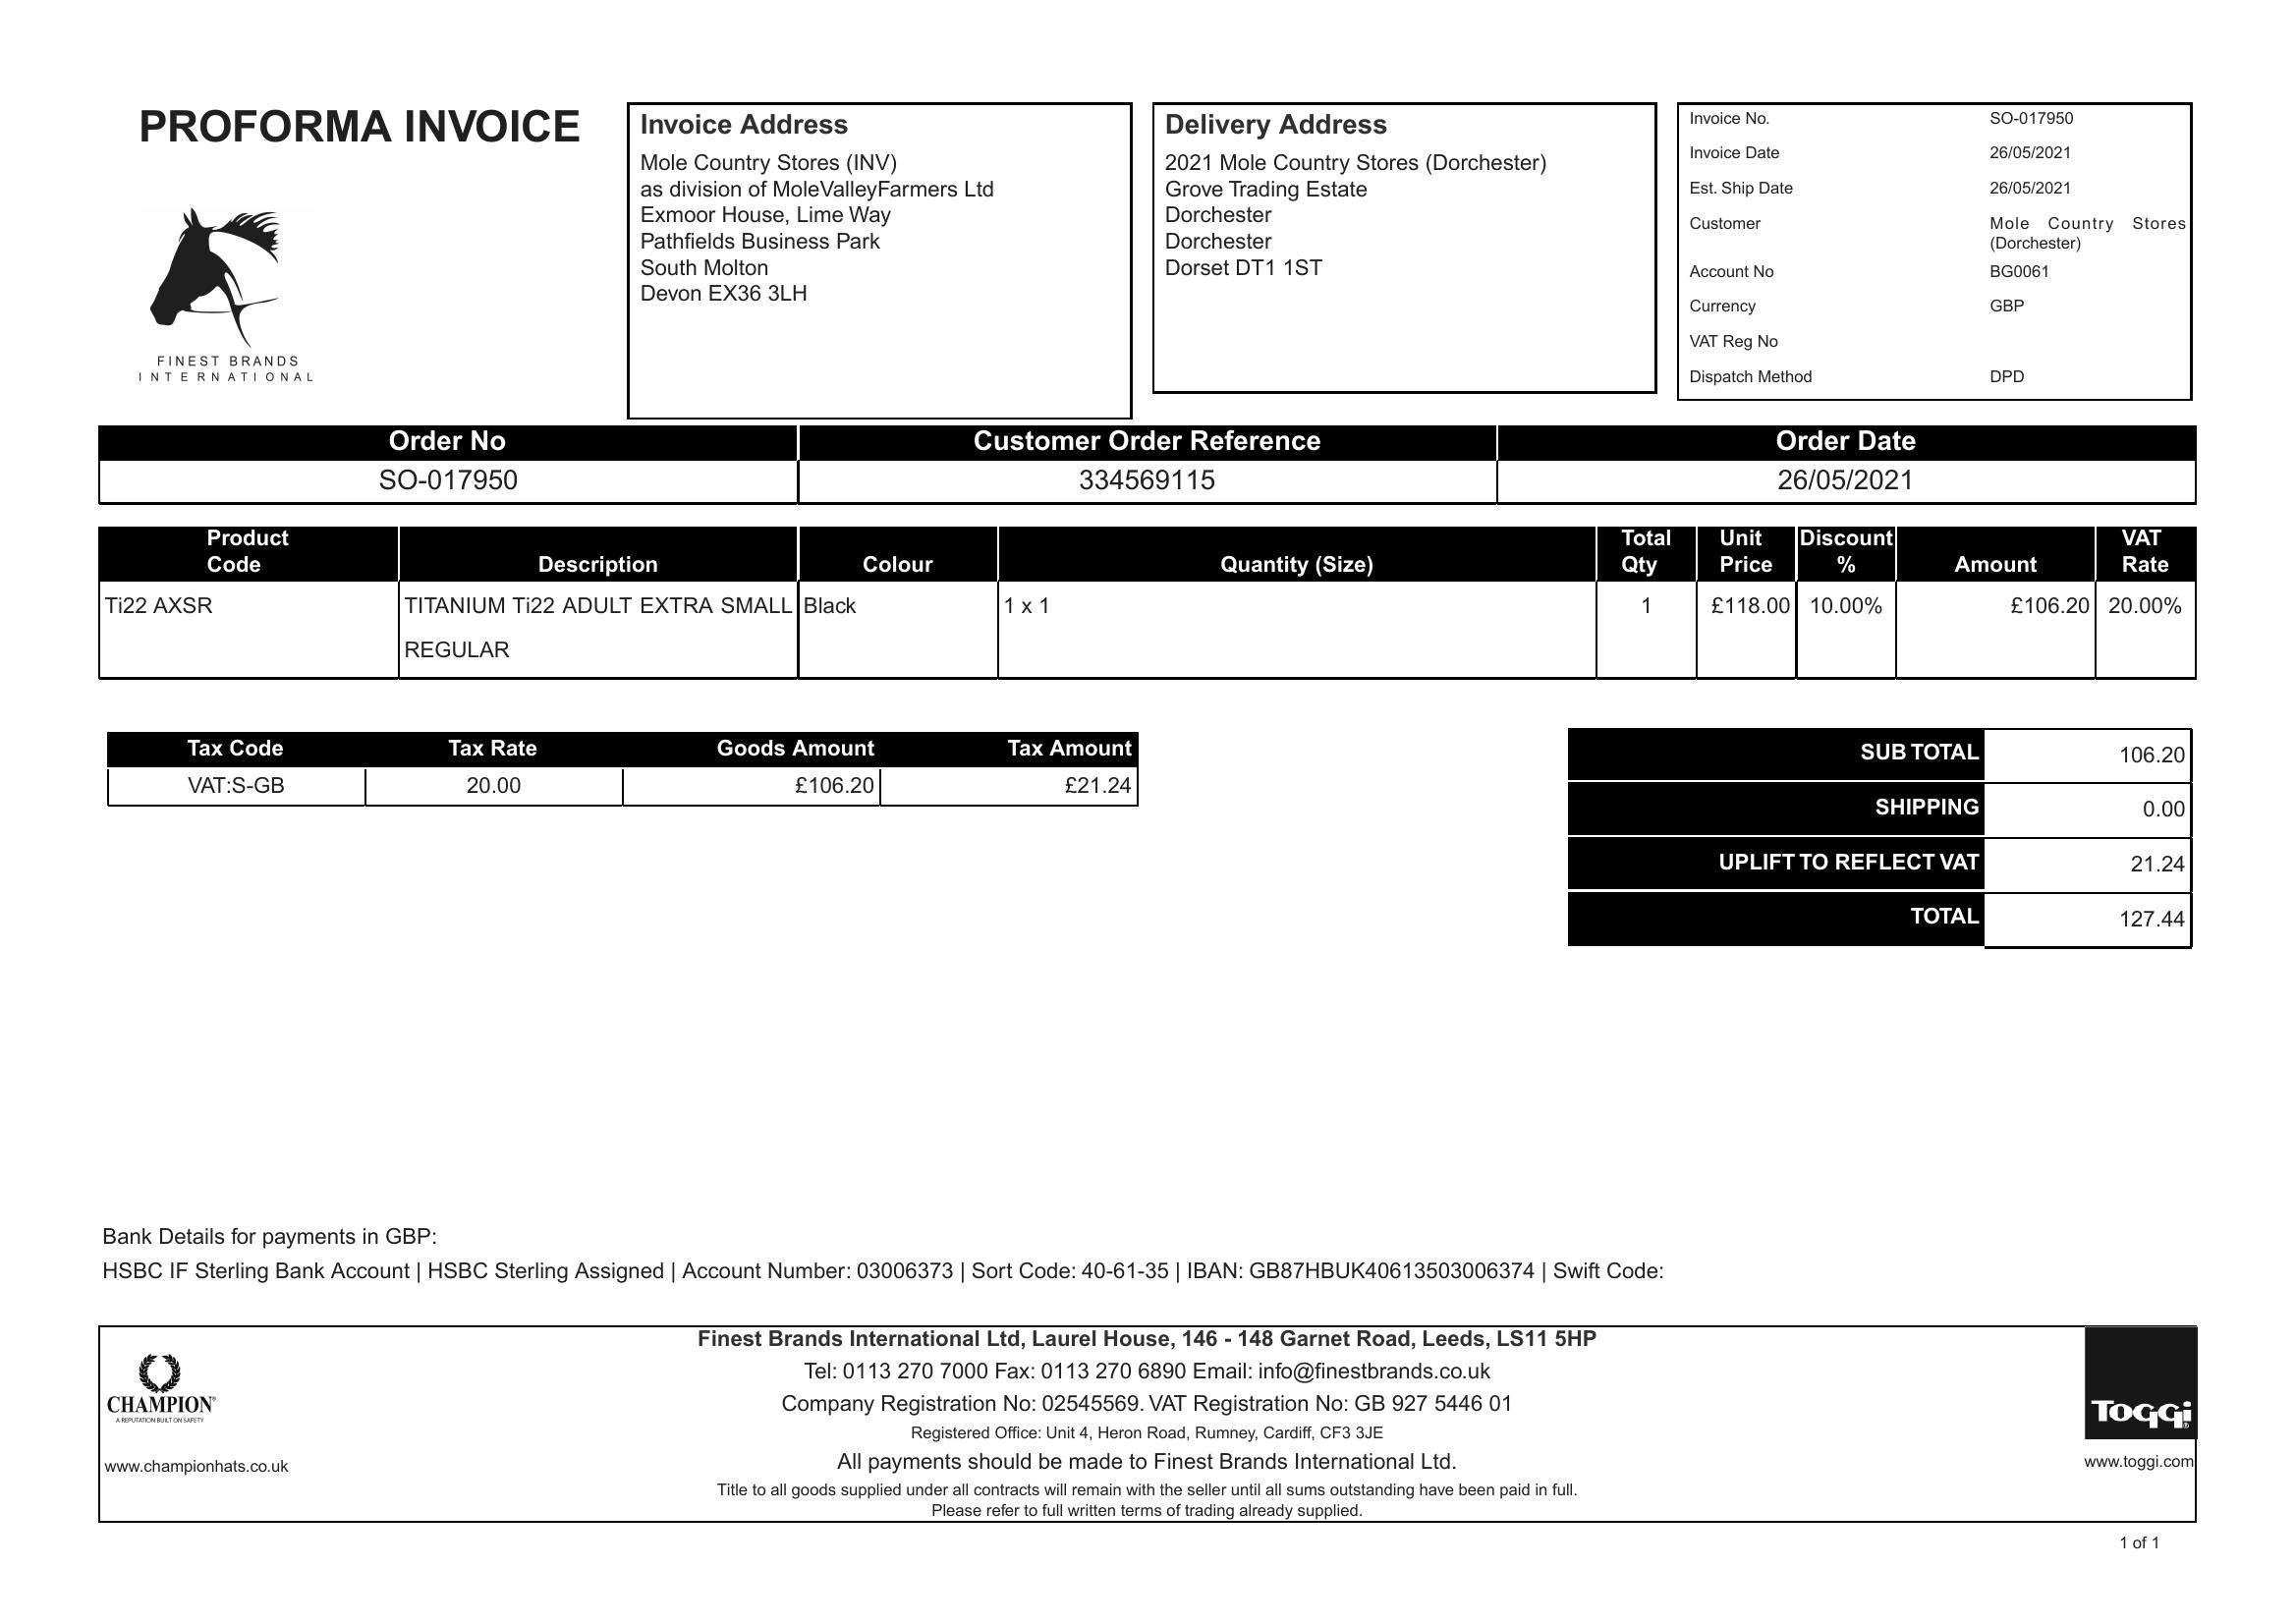 PROFORMA INVOICE
FINEST BRANDS
INTERNATIONAL
Invoice Address
Mole Country Stores (INV)
as division of MoleValleyFarmers Ltd
Exmoor House, Lime Way
Pathfields Business Park
South Molton
Devon EX36 3LH
Delivery Address
2021 Mole Country Stores (Dorchester)
Grove Trading Estate
Dorchester
Dorchester
Dorset DT1 1ST
Invoice No. SO-017950
Invoice Date 26/05/2021
Est. Ship Date 26/05/2021
Customer Mole Country Stores
(Dorchester)
Account No BG0061
Currency GBP
VAT Reg No
Dispatch Method DPD
Order No Customer Order Reference Order Date
SO-017950 334569115 26/05/2021
Product Total Unit Discount VAT
Code Description Colour Quantity (Size) Qty Price % Amount Rate
Ti22 AXSR TITANIUM Ti22 ADULT EXTRA SMALL Black 1 x 1 1 £118.00 10.00% £106.20 20.00%
REGULAR
Tax Code Tax Rate Goods Amount Tax Amount
VAT:S-GB 20.00 £106.20 £21.24
SUB TOTAL 106.20
SHIPPING 0.00
UPLIFT TO REFLECT VAT 21.24
TOTAL 127.44
Bank Details for payments in GBP:
HSBC IF Sterling Bank Account | HSBC Sterling Assigned | Account Number: 03006373 | Sort Code: 40-61-35 | IBAN: GB87HBUK40613503006374 | Swift Code:
CHAMPION®
A REPUTATION BUILT ON SAFETY
www.championhats.co.uk
Finest Brands International Ltd, Laurel House, 146 - 148 Garnet Road, Leeds, LS11 5HP
Tel: 0113 270 7000 Fax: 0113 270 6890 Email: info@finestbrands.co.uk
Company Registration No: 02545569. VAT Registration No: GB 927 5446 01
Registered Office: Unit 4, Heron Road, Rumney, Cardiff, CF3 3JE
All payments should be made to Finest Brands International Ltd.
Title to all goods supplied under all contracts will remain with the seller until all sums outstanding have been paid in full.
Please refer to full written terms of trading already supplied.
Toggi®
www.toggi.com
1 of 1